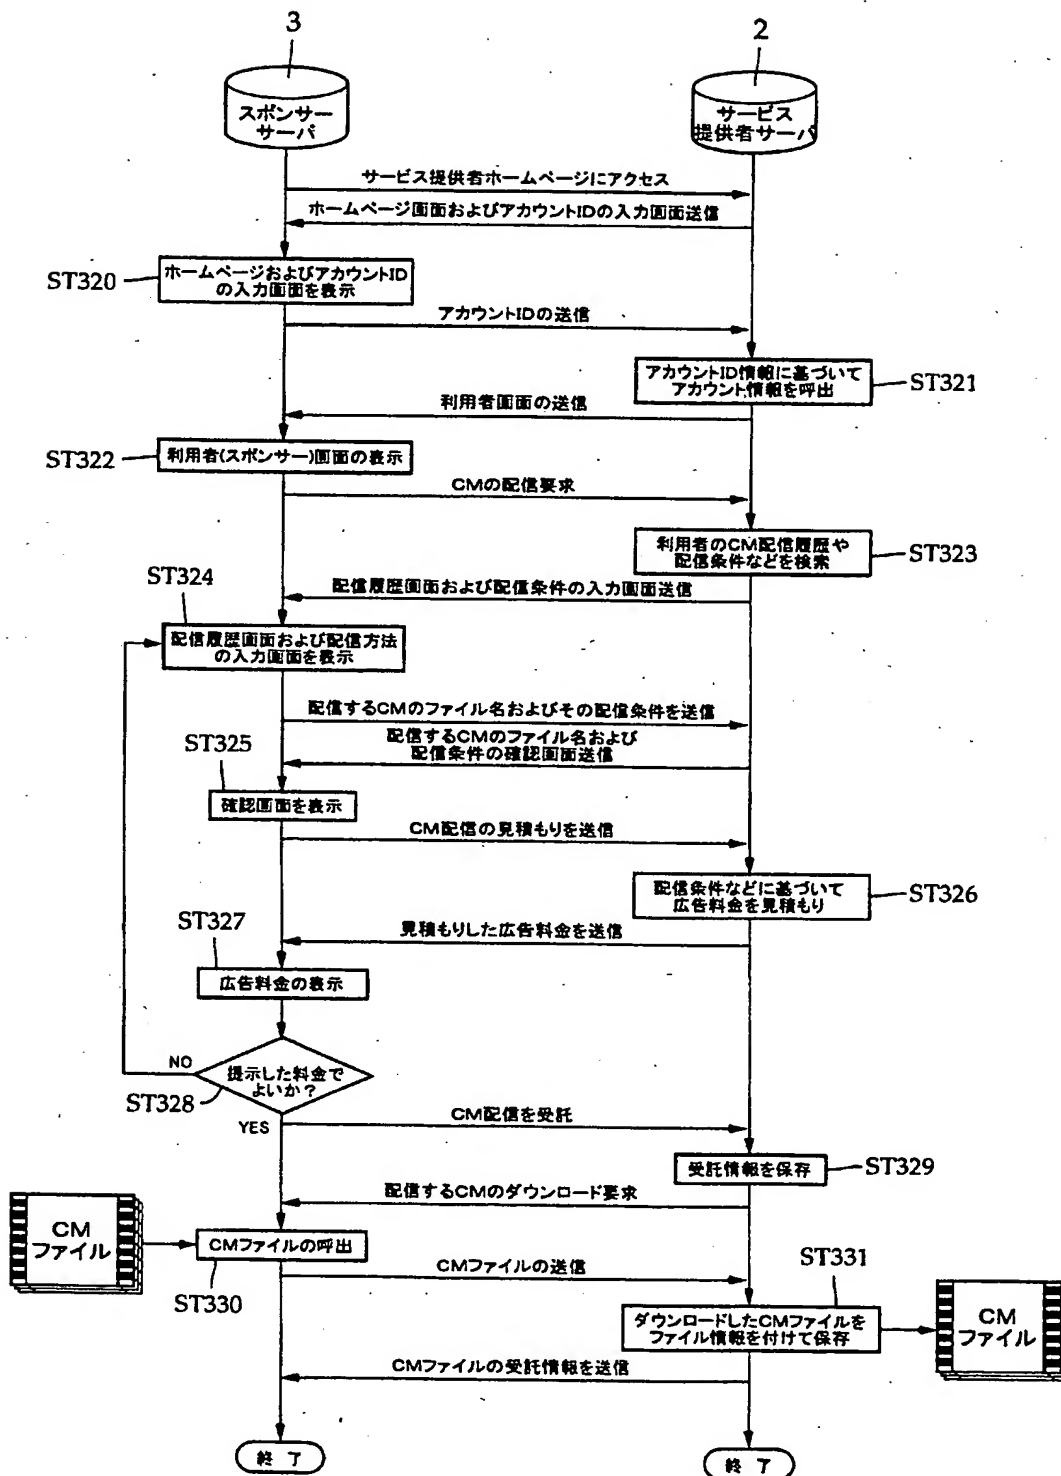 3
2
スポンサー
サーバ
サービス
提供者サーバ
サービス提供者ホームページにアクセス
ホームページ画面およびアカウントIDの入力画面送信
ST320
ホームページおよびアカウントID
の入力画面を表示
アカウントIDの送信
アカウントID情報に基づいて
アカウント情報を呼出
ST321
利用者画面の送信
ST322
利用者(スポンサー)画面の表示
CMの配信要求
利用者のCM配信履歴や
配信条件などを検索
ST323
ST324
配信履歴画面および配信条件の入力画面送信
配信履歴画面および配信方法
の入力画面を表示
配信するCMのファイル名およびその配信条件を送信
ST325
配信するCMのファイル名および
配信条件の確認画面送信
確認画面を表示
CM配信の見積もりを送信
配信条件などに基づいて
広告料金を見積もり
ST326
ST327
見積もりした広告料金を送信
広告料金の表示
NO
提示した料金で
よいか？
ST328
YES
CM配信を受託
受託情報を保存
ST329
配信するCMのダウンロード要求
CM
ファイル
CMファイルの呼出
ST330
CMファイルの送信
ST331
ダウンロードしたCMファイルを
ファイル情報を付けて保存
CM
ファイル
CMファイルの受託情報を送信
終了
終了